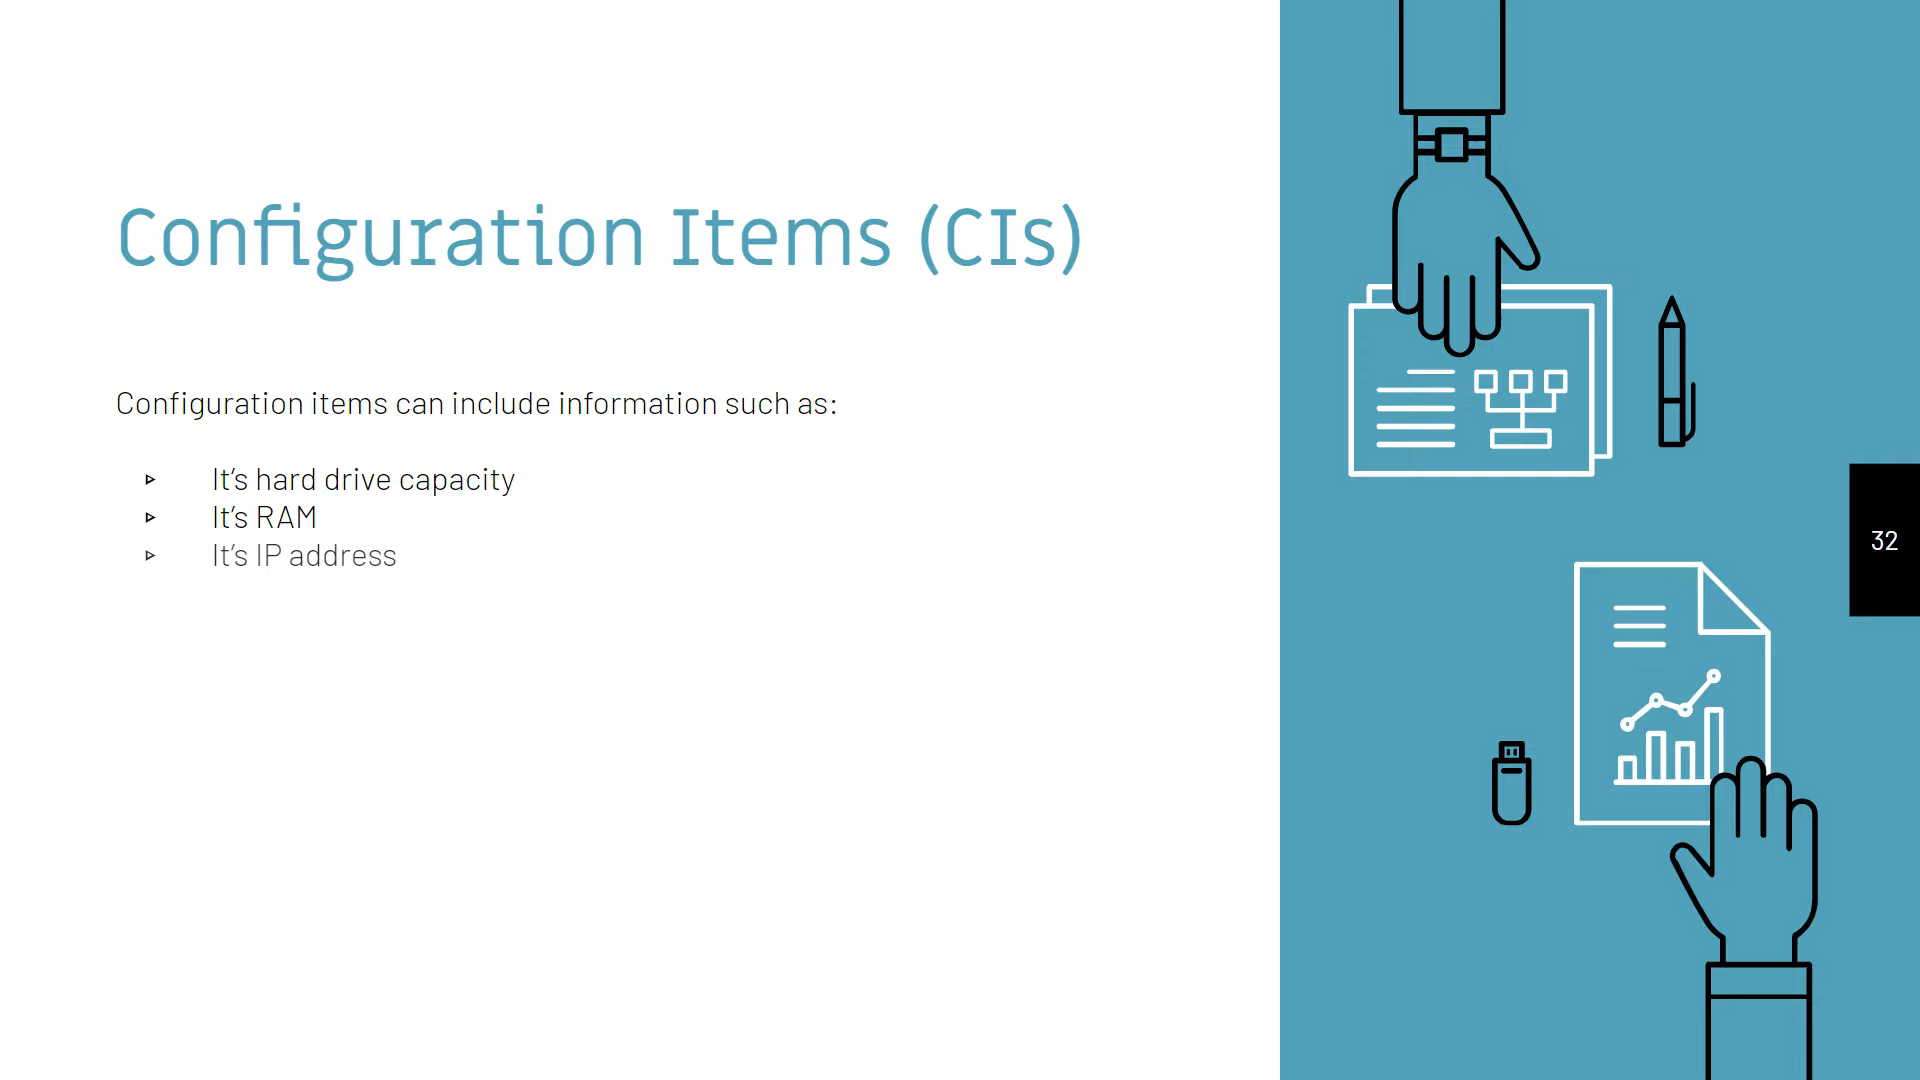 Configuration Items (CIs)
Configuration items can include information such as:
▹ It’s hard drive capacity
▹ It’s RAM
▹ It’s IP address
32